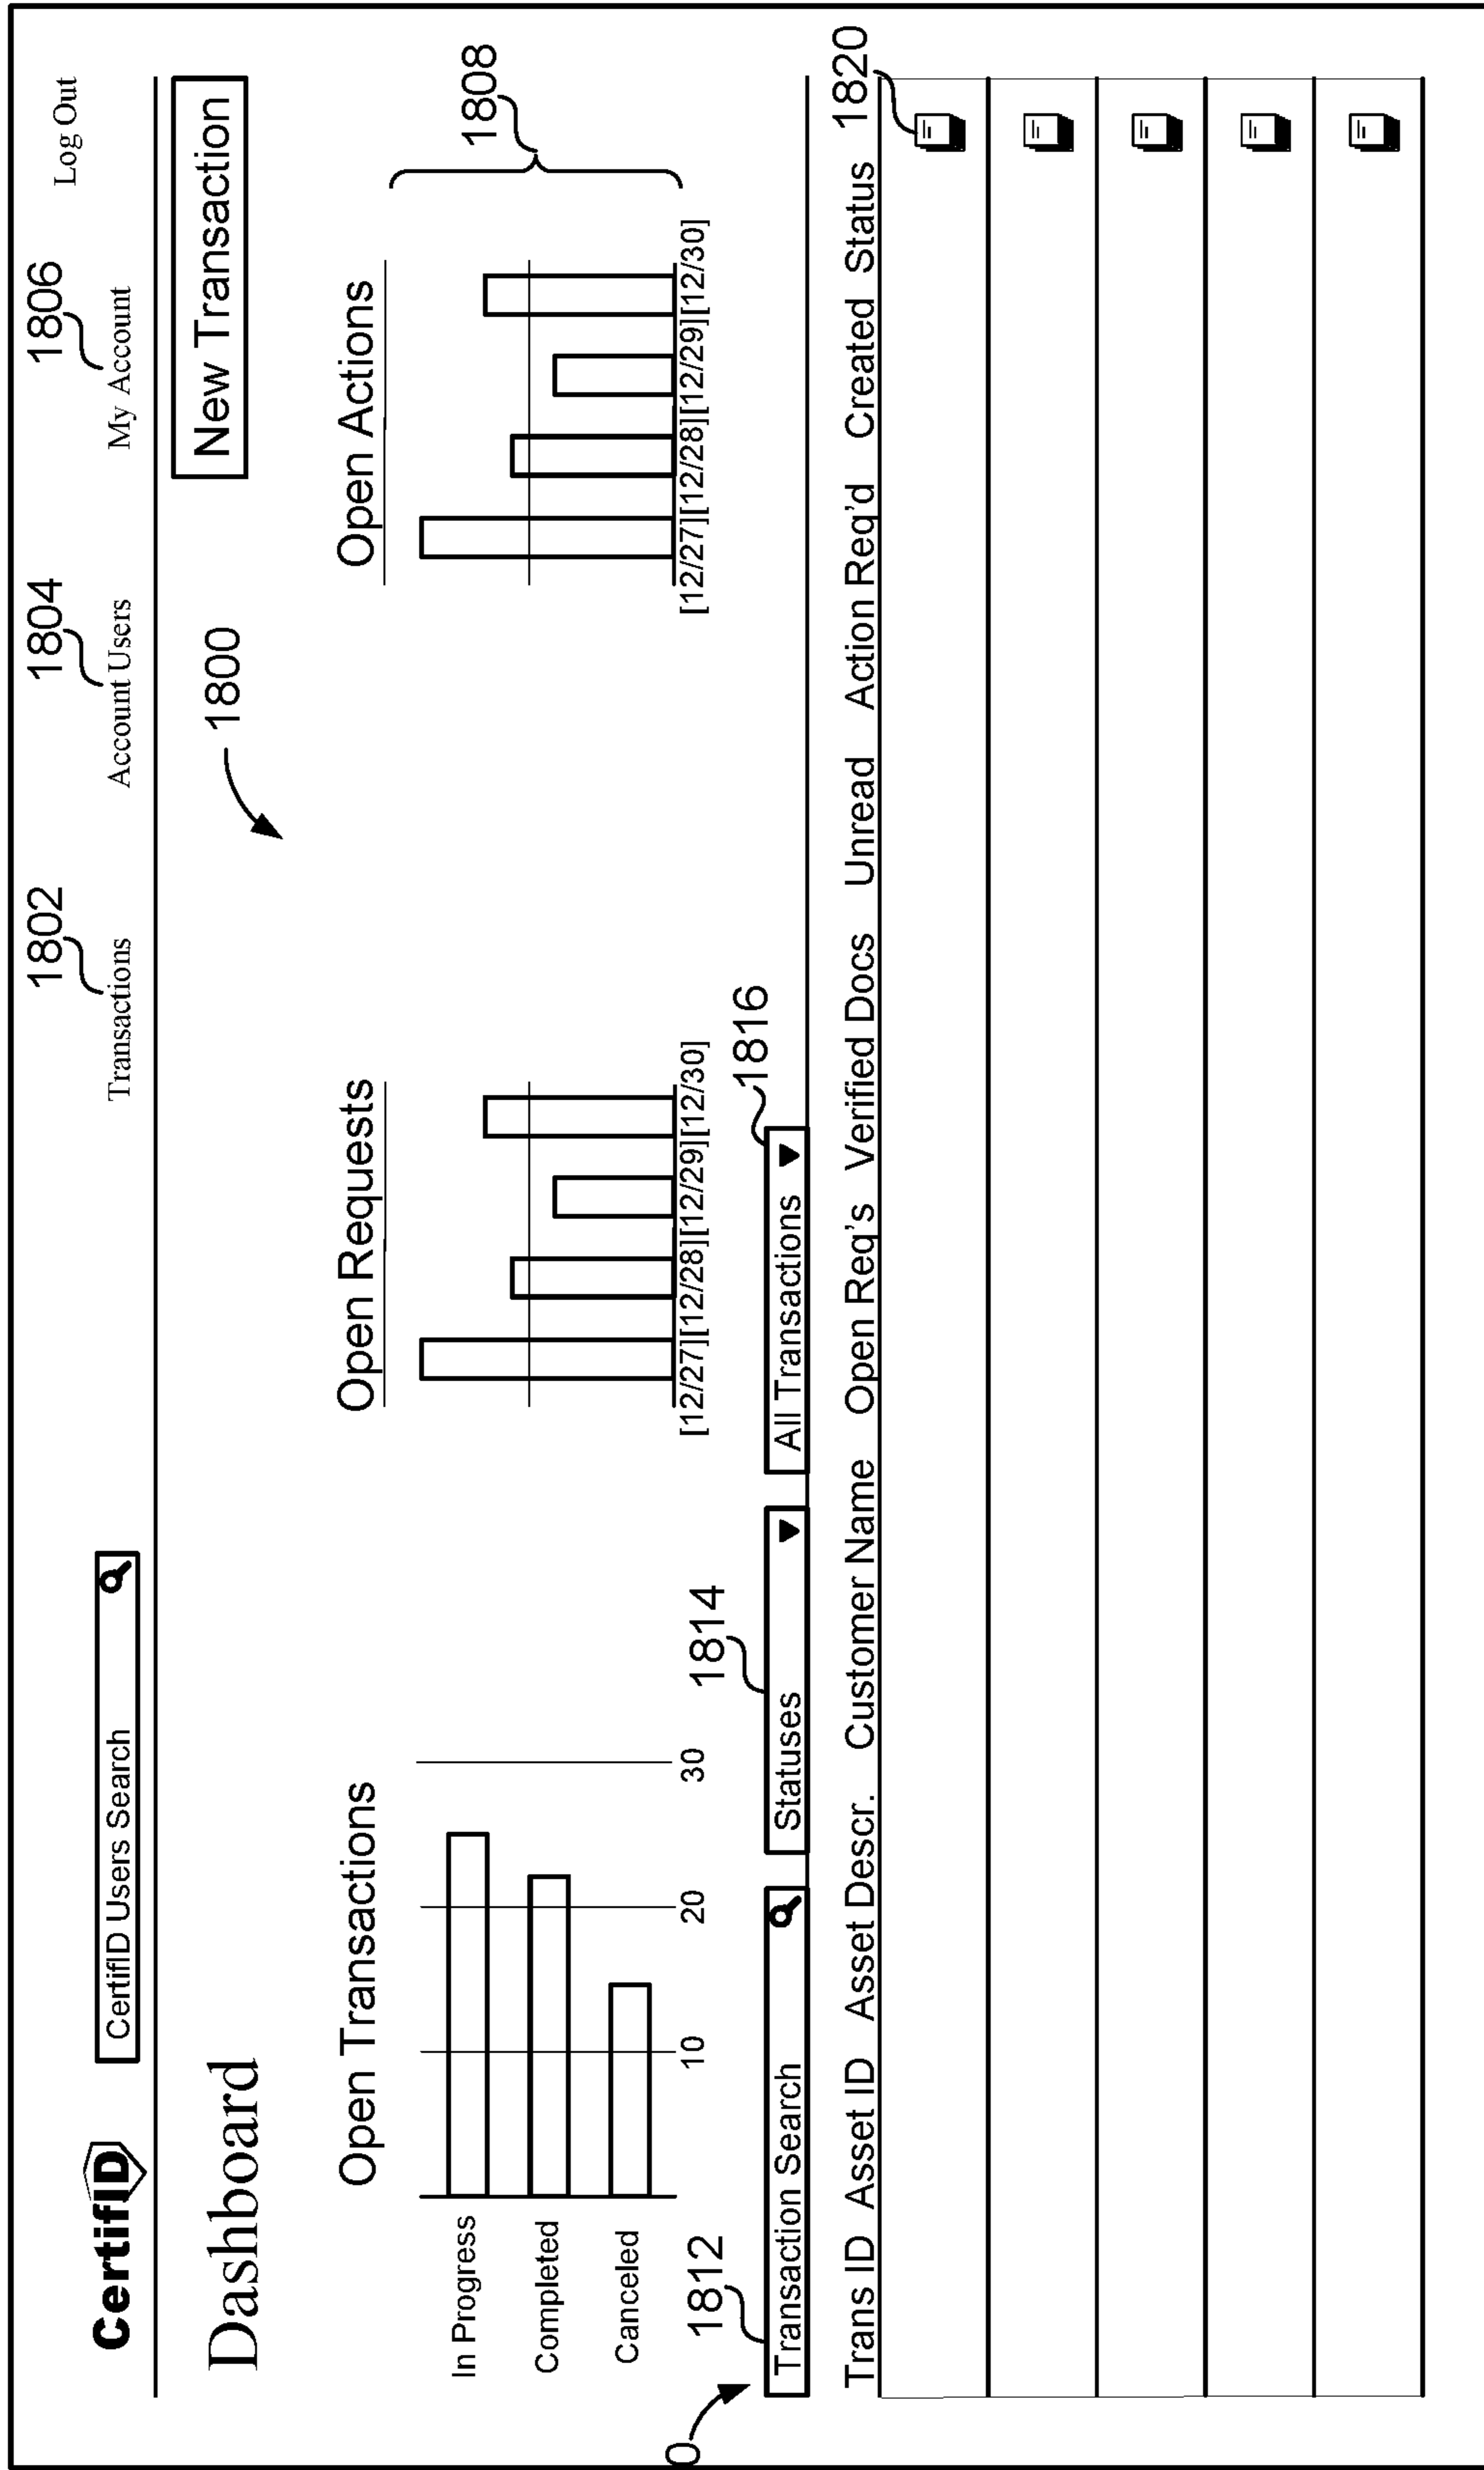 1802 1804 1806
CertifID CertifID Users Search Transactions Account Users My Account Log Out
Dashboard 1800 New Transaction
Open Transactions Open Requests Open Actions
1808
In Progress
Completed
Canceled
10 20 30
[12/27][12/28][12/29][12/30]
[12/27][12/28][12/29][12/30]
0 1812 1814 1816
Transaction Search Statuses All Transactions
Trans ID Asset ID Asset Descr. Customer Name Open Req's Verified Docs Unread Action Req'd Created Status 1820